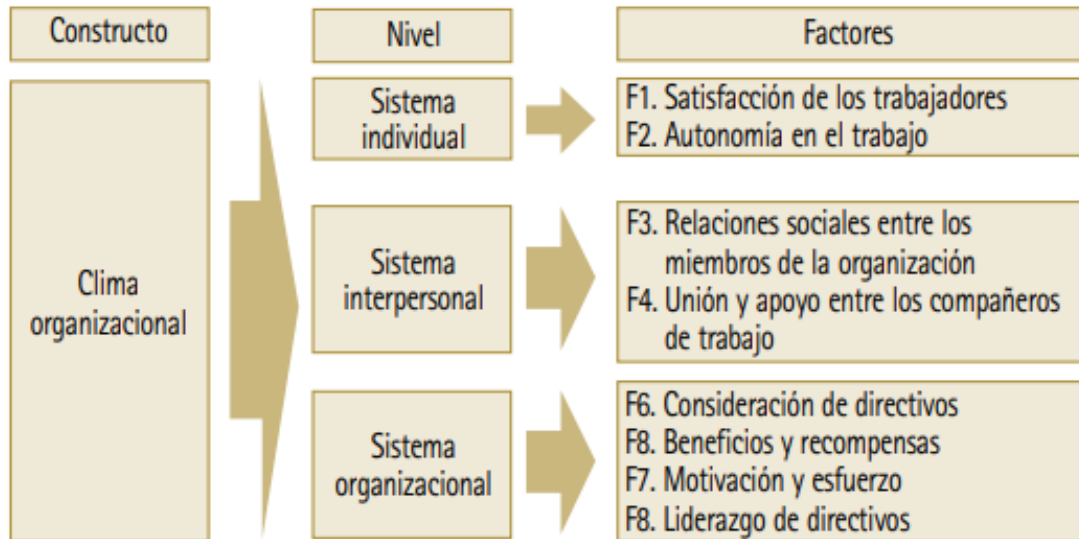 Constructo
Nivel
Factores
Clima
organizacional
Sistema
individual
F1. Satisfacción de los trabajadores
F2. Autonomía en el trabajo
Sistema
interpersonal
F3. Relaciones sociales entre los
miembros de la organización
F4. Unión y apoyo entre los compañeros
de trabajo
Sistema
organizacional
F6. Consideración de directivos
F8. Beneficios y recompensas
F7. Motivación y esfuerzo
F8. Liderazgo de directivos